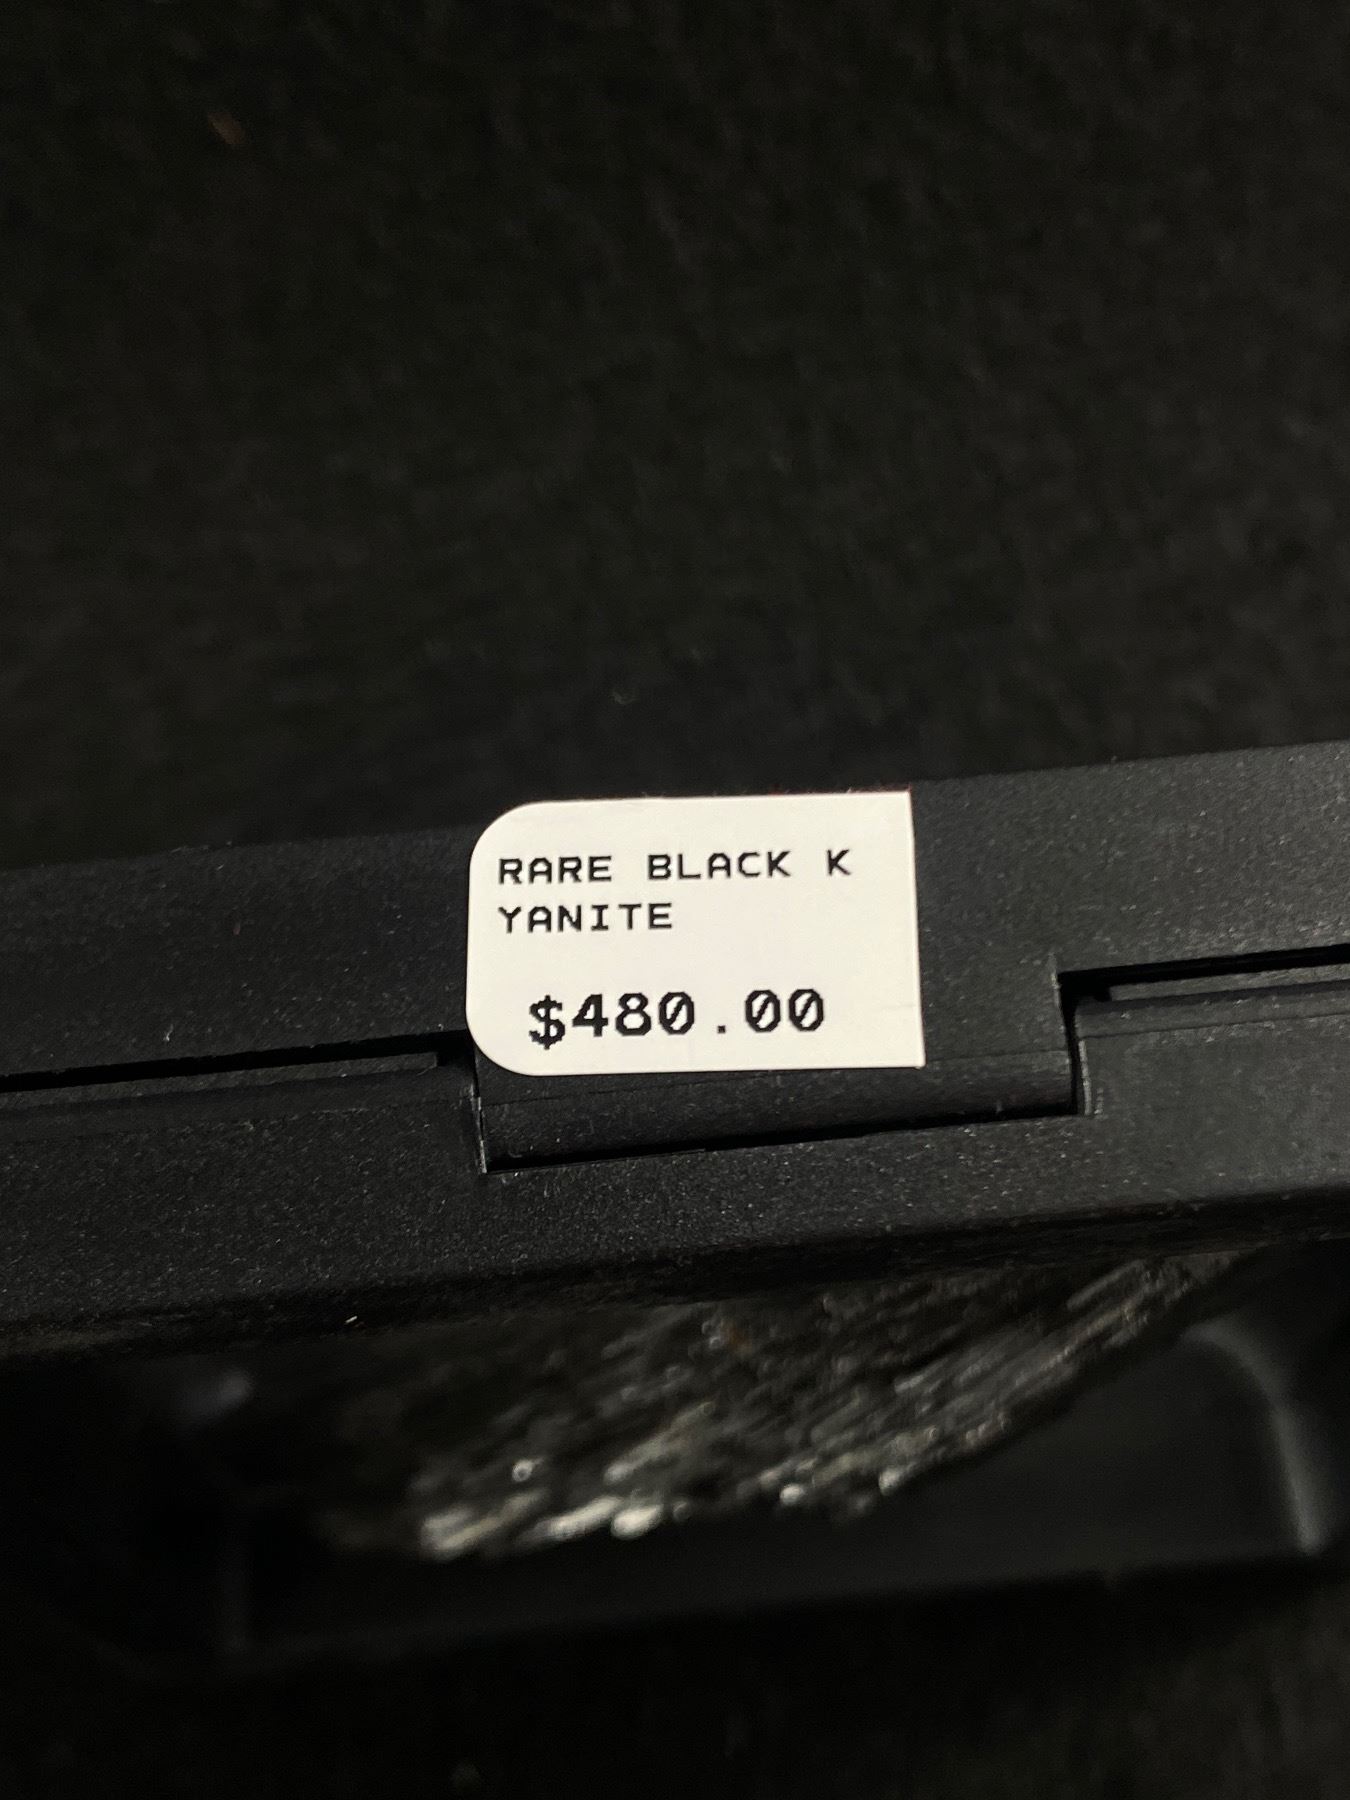 RARE BLACK K
YANITE
$480.00